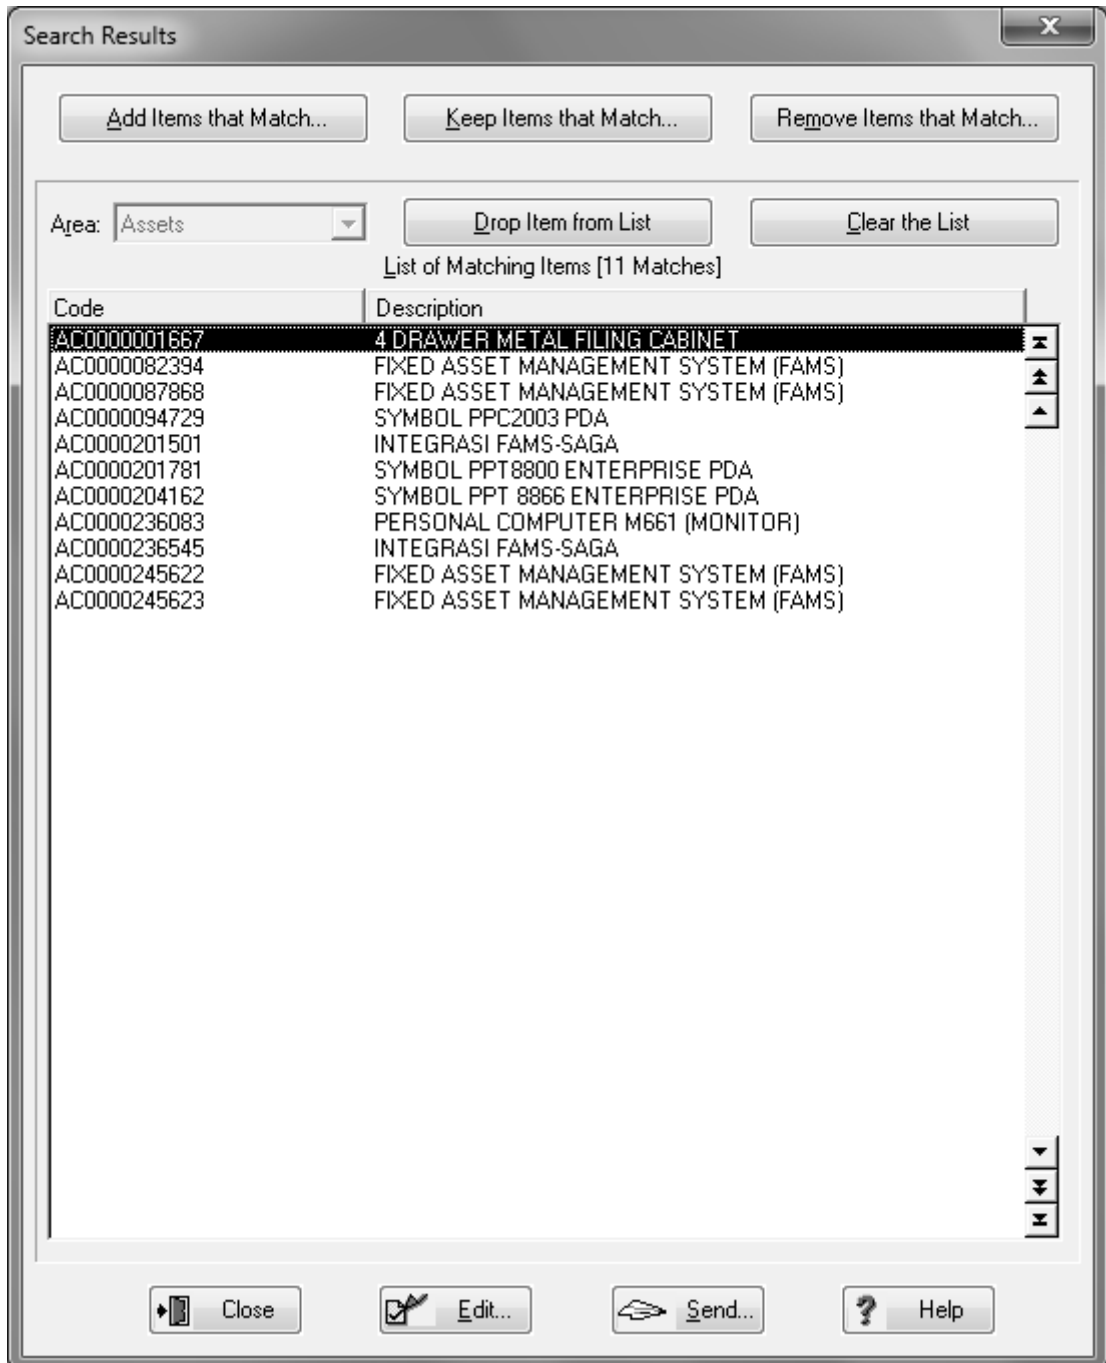 Search Results
Add Items that Match...
Keep Items that Match...
Remove Items that Match...
Area: Assets
Drop Item from List
Clear the List
List of Matching Items [11 Matches]
Code Description
AC0000001667 4 DRAWER METAL FILING CABINET
AC0000082394 FIXED ASSET MANAGEMENT SYSTEM (FAMS)
AC0000087868 FIXED ASSET MANAGEMENT SYSTEM (FAMS)
AC0000094729 SYMBOL PPC2003 PDA
AC0000201501 INTEGRASI FAMS-SAGA
AC0000201781 SYMBOL PPT8800 ENTERPRISE PDA
AC0000204162 SYMBOL PPT 8866 ENTERPRISE PDA
AC0000236083 PERSONAL COMPUTER M661 (MONITOR)
AC0000236545 INTEGRASI FAMS-SAGA
AC0000245622 FIXED ASSET MANAGEMENT SYSTEM (FAMS)
AC0000245623 FIXED ASSET MANAGEMENT SYSTEM (FAMS)
Close
Edit...
Send...
Help